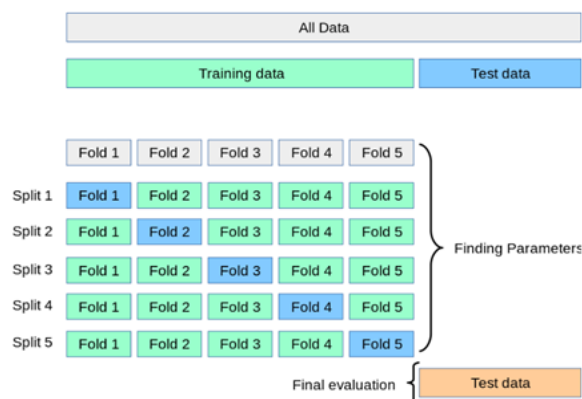 All Data
Training data Test data
Fold 1 Fold 2 Fold 3 Fold 4 Fold 5
Split 1 Fold 1 Fold 2 Fold 3 Fold 4 Fold 5
Split 2 Fold 1 Fold 2 Fold 3 Fold 4 Fold 5
Finding Parameters
Split 3 Fold 1 Fold 2 Fold 3 Fold 4 Fold 5
Split 4 Fold 1 Fold 2 Fold 3 Fold 4 Fold 5
Split 5 Fold 1 Fold 2 Fold 3 Fold 4 Fold 5
Final evaluation Test data